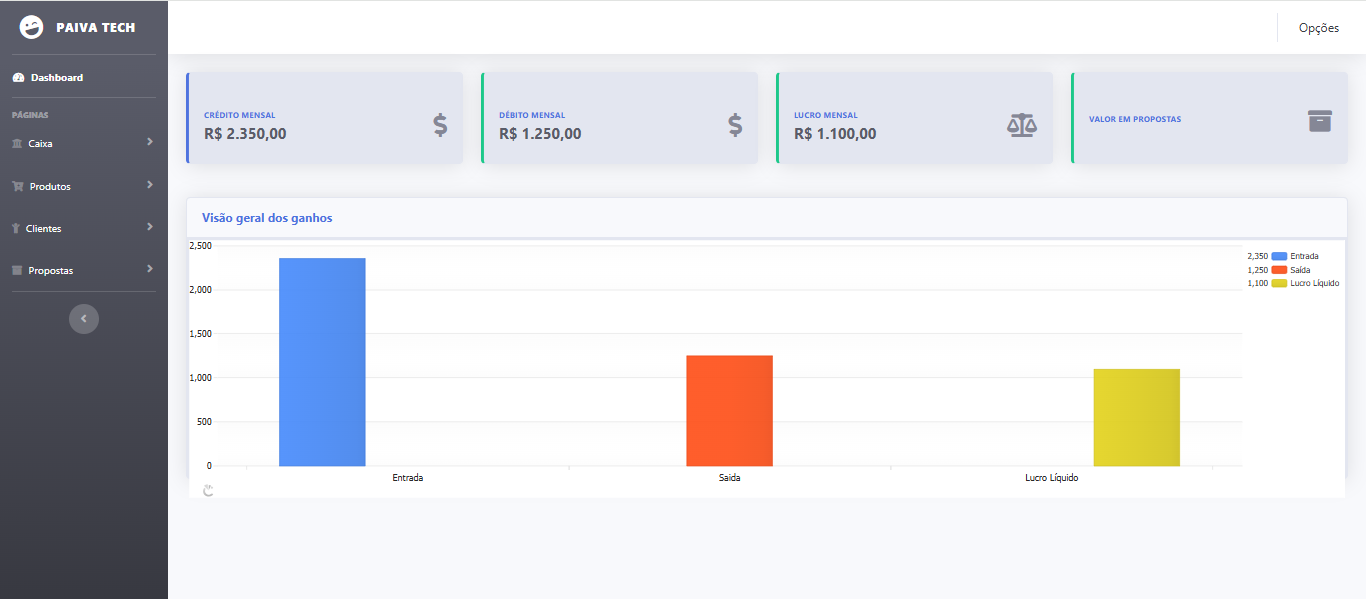 PAIVA TECH
Opções
Dashboard
PÁGINAS
Caixa
Produtos
Clientes
Propostas
CRÉDITO MENSAL
R$ 2.350,00
DÉBITO MENSAL
R$ 1.250,00
LUCRO MENSAL
R$ 1.100,00
VALOR EM PROPOSTAS
Visão geral dos ganhos
2,500
2,000
1,500
1,000
500
0
Entrada
Saida
Lucro Líquido
2,350 Entrada
1,250 Saída
1,100 Lucro Líquido